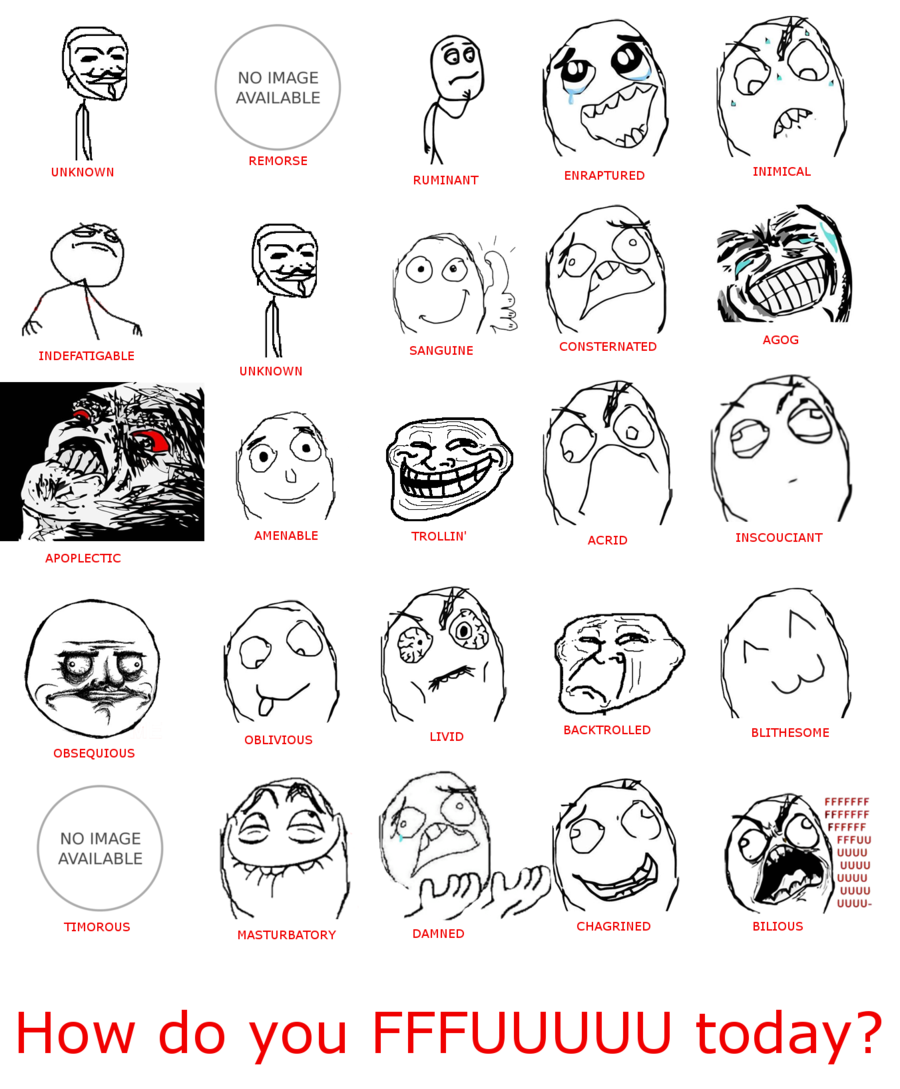 NO IMAGE
AVAILABLE
UNKNOWN
REMORSE
RUMINANT
ENRAPTURED
INIMICAL
INDEFATIGABLE
UNKNOWN
SANGUINE
CONSTERNATED
AGOG
APOPLECTIC
AMENABLE
TROLLIN'
ACRID
INSCOUCIANT
OBSEQUIOUS
OBLIVIOUS
LIVID
BACKTROLLED
BLITHESOME
NO IMAGE
AVAILABLE
FFFFFFF
FFFFFFF
FFFFFF
FFFUU
UUUU
UUUU
UUUU
UUUU
UUUU-
TIMOROUS
MASTURBATORY
DAMNED
CHAGRINED
BILIOUS
How do you FFFUUUUU today?